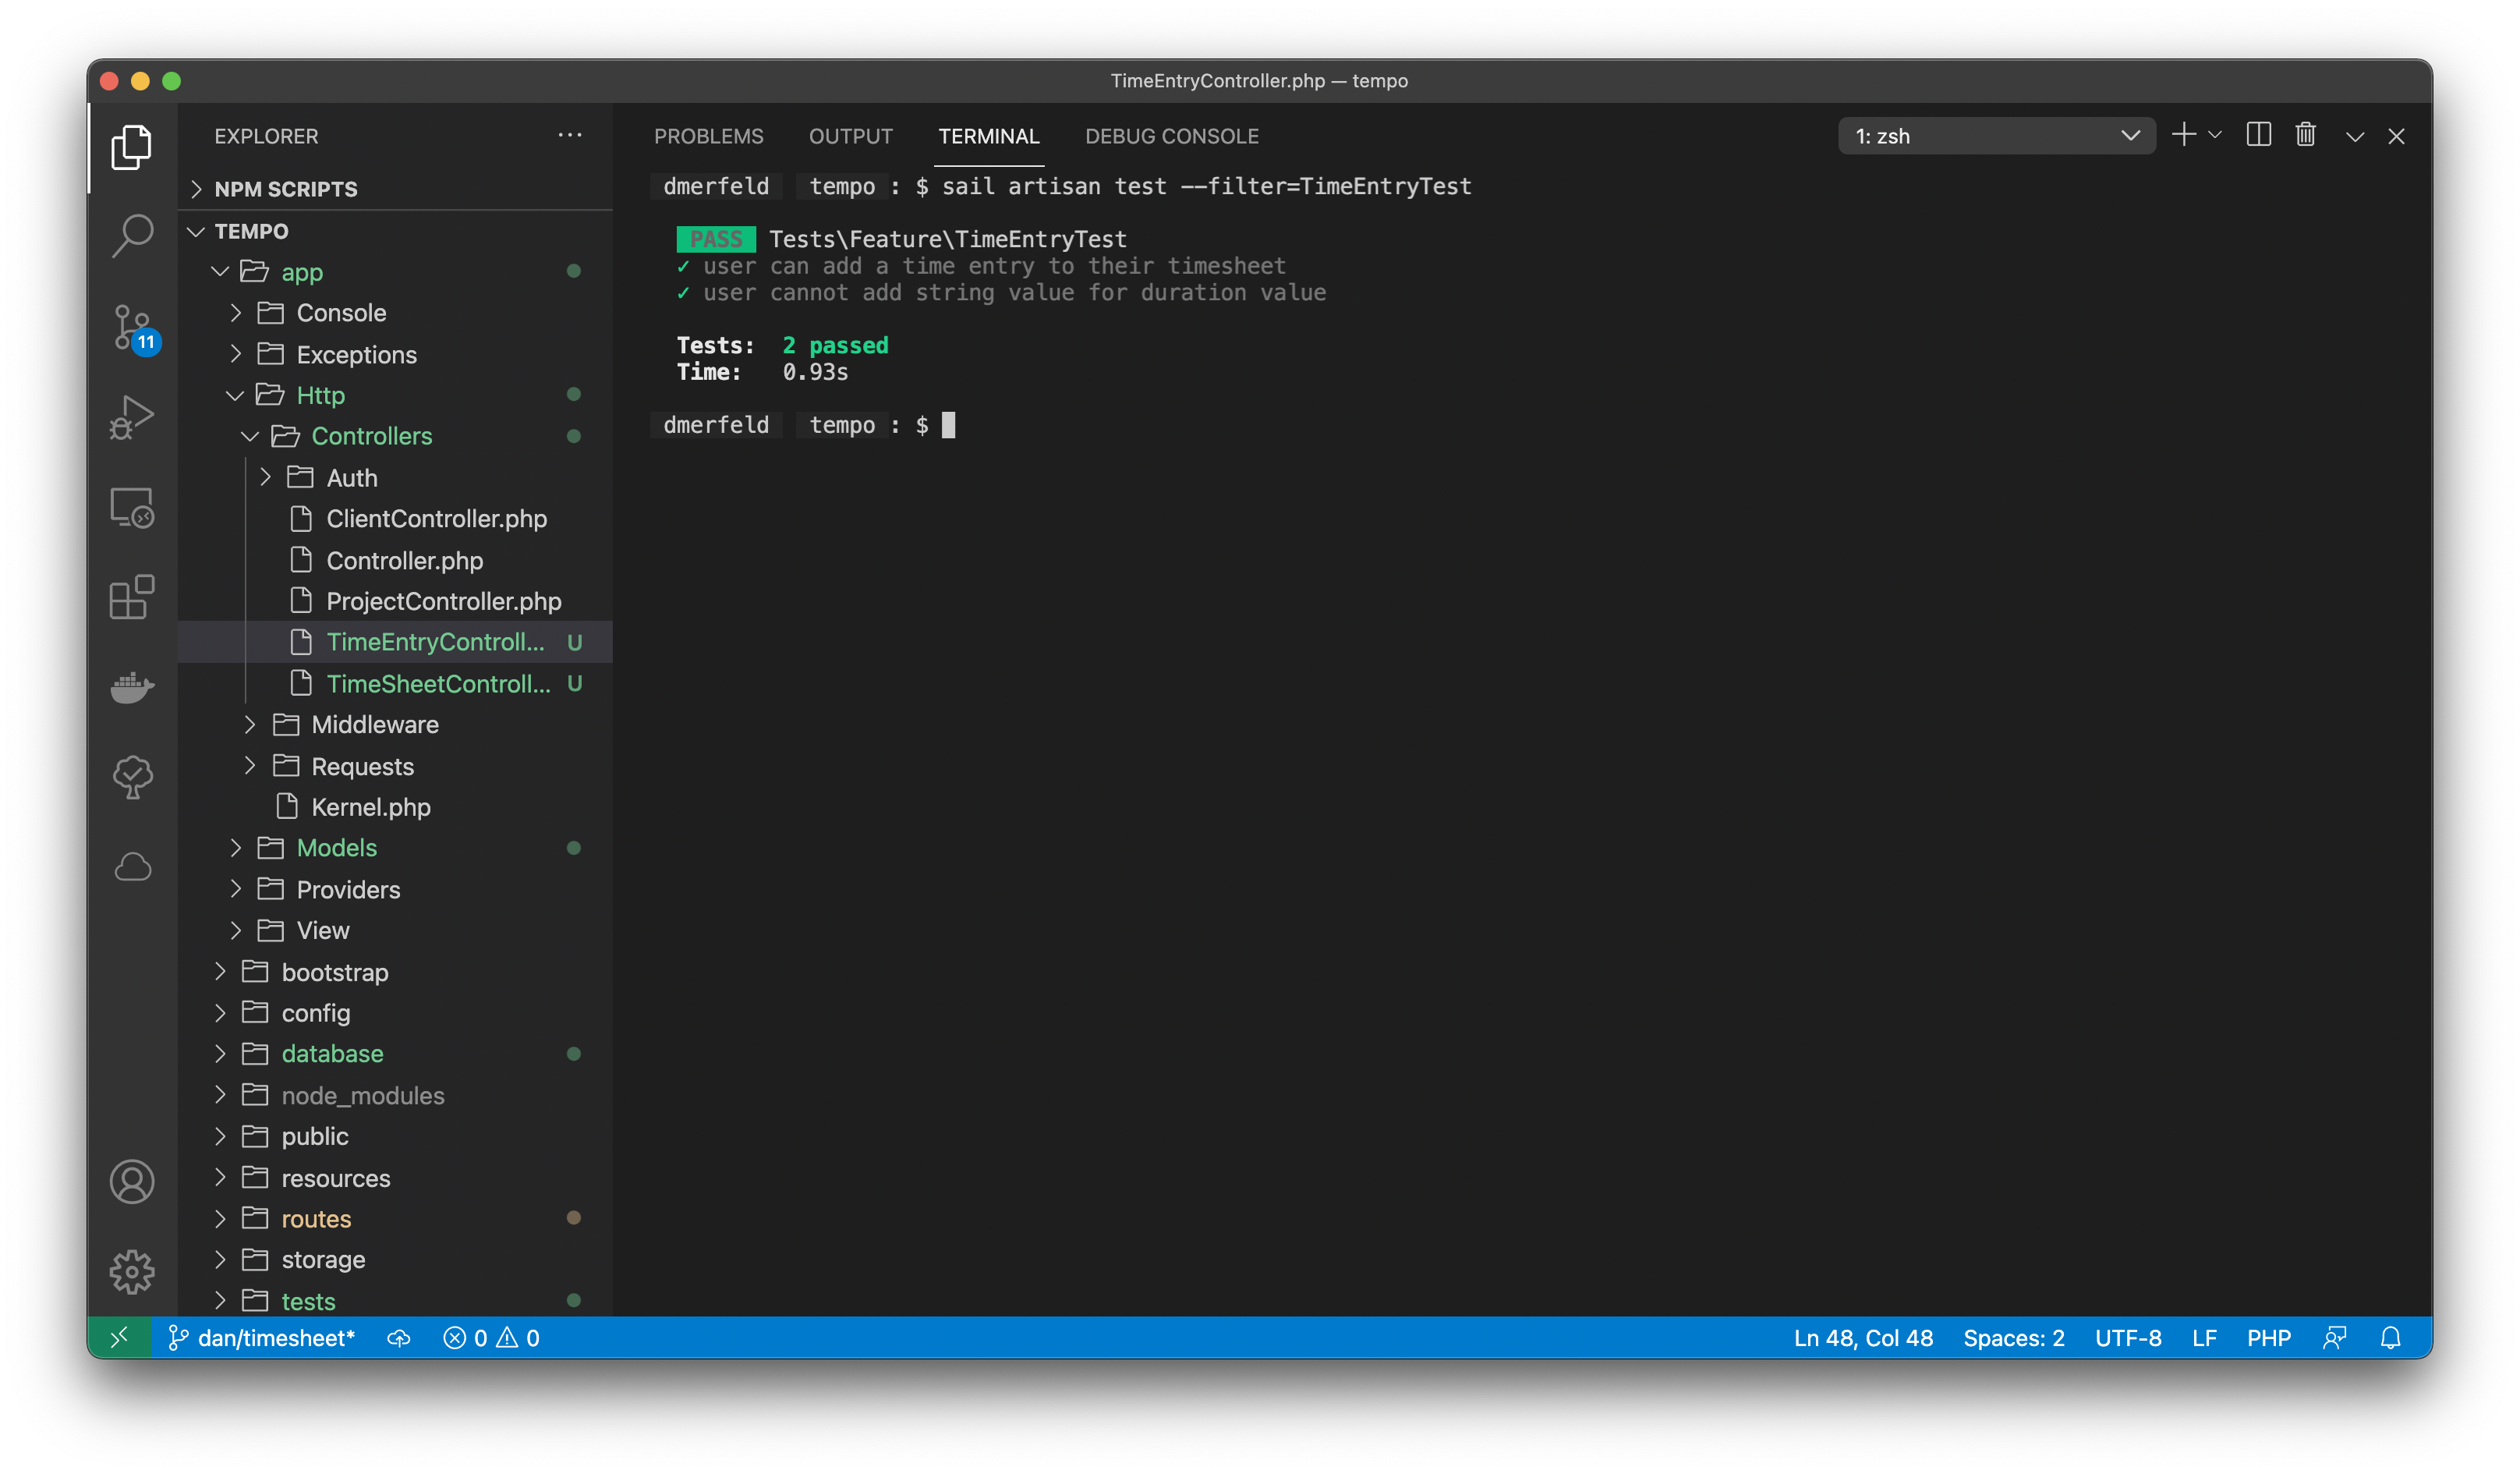 TimeEntryController.php — tempo
EXPLORER
NPM SCRIPTS
TEMPO
app
Console
Exceptions
Http
Controllers
Auth
ClientController.php
Controller.php
ProjectController.php
TimeEntryControll... U
TimeSheetControll... U
Middleware
Requests
Kernel.php
Models
Providers
View
bootstrap
config
database
node_modules
public
resources
routes
storage
tests
11
PROBLEMS OUTPUT TERMINAL DEBUG CONSOLE 1: zsh
dmerfeld tempo : $ sail artisan test --filter=TimeEntryTest
PASS Tests\Feature\TimeEntryTest
✓ user can add a time entry to their timesheet
✓ user cannot add string value for duration value
Tests: 2 passed
Time: 0.93s
dmerfeld tempo : $
dan/timesheet* 0 0 Ln 48, Col 48 Spaces: 2 UTF-8 LF PHP